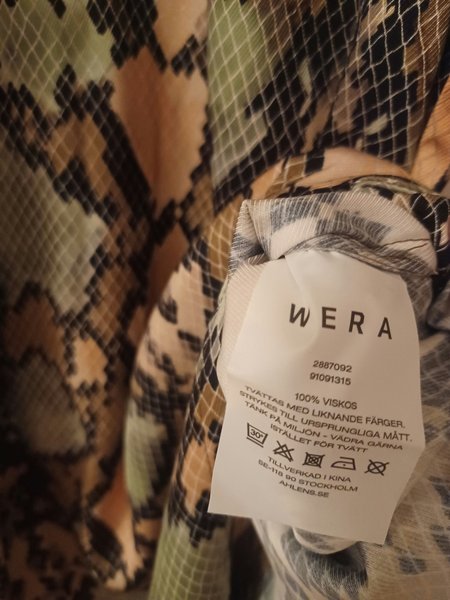 WERA
2887092
91091315
100% VISKOS
TVÄTTAS MED LIKNANDE FÄRGER.
STRYKES TILL URSPRUNGLIGA MÅTT.
TÄNK PÅ MILJÖN - VÄDRA GÄRNA
ISTÄLLET FÖR TVÄTT
30°
TILLVERKAD I KINA
SE-115 90 STOCKHOLM
AHLENS.SE